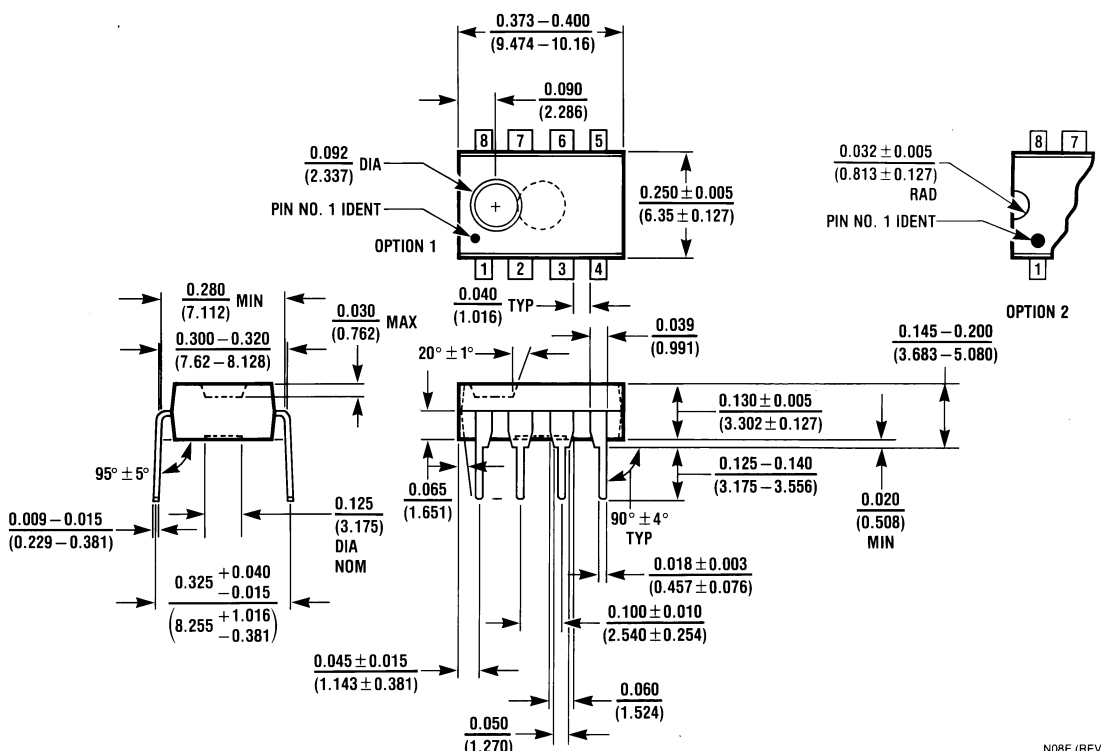 0.373 – 0.400
(9.474 – 10.16)
0.090
(2.286)
8 7 6 5
0.092 DIA
(2.337)
PIN NO. 1 IDENT
OPTION 1
0.250 ± 0.005
(6.35 ± 0.127)
1 2 3 4
8 7
0.032 ± 0.005
(0.813 ± 0.127)
RAD
PIN NO. 1 IDENT
1
OPTION 2
0.280 MIN
(7.112)
0.300 – 0.320
(7.62 – 8.128)
0.030 MAX
(0.762)
0.040 TYP
(1.016)
0.039
(0.991)
20° ± 1°
0.145 – 0.200
(3.683 – 5.080)
0.130 ± 0.005
(3.302 ± 0.127)
95° ± 5°
0.065
(1.651)
0.125 – 0.140
(3.175 – 3.556)
90° ± 4°
TYP
0.020
(0.508)
MIN
0.009 – 0.015
(0.229 – 0.381)
0.125
(3.175)
DIA
NOM
0.018 ± 0.003
(0.457 ± 0.076)
0.325 +0.040
−0.015
(8.255 +1.016
−0.381)
0.100 ± 0.010
(2.540 ± 0.254)
0.045 ± 0.015
(1.143 ± 0.381)
0.060
(1.524)
0.050
(1.270)